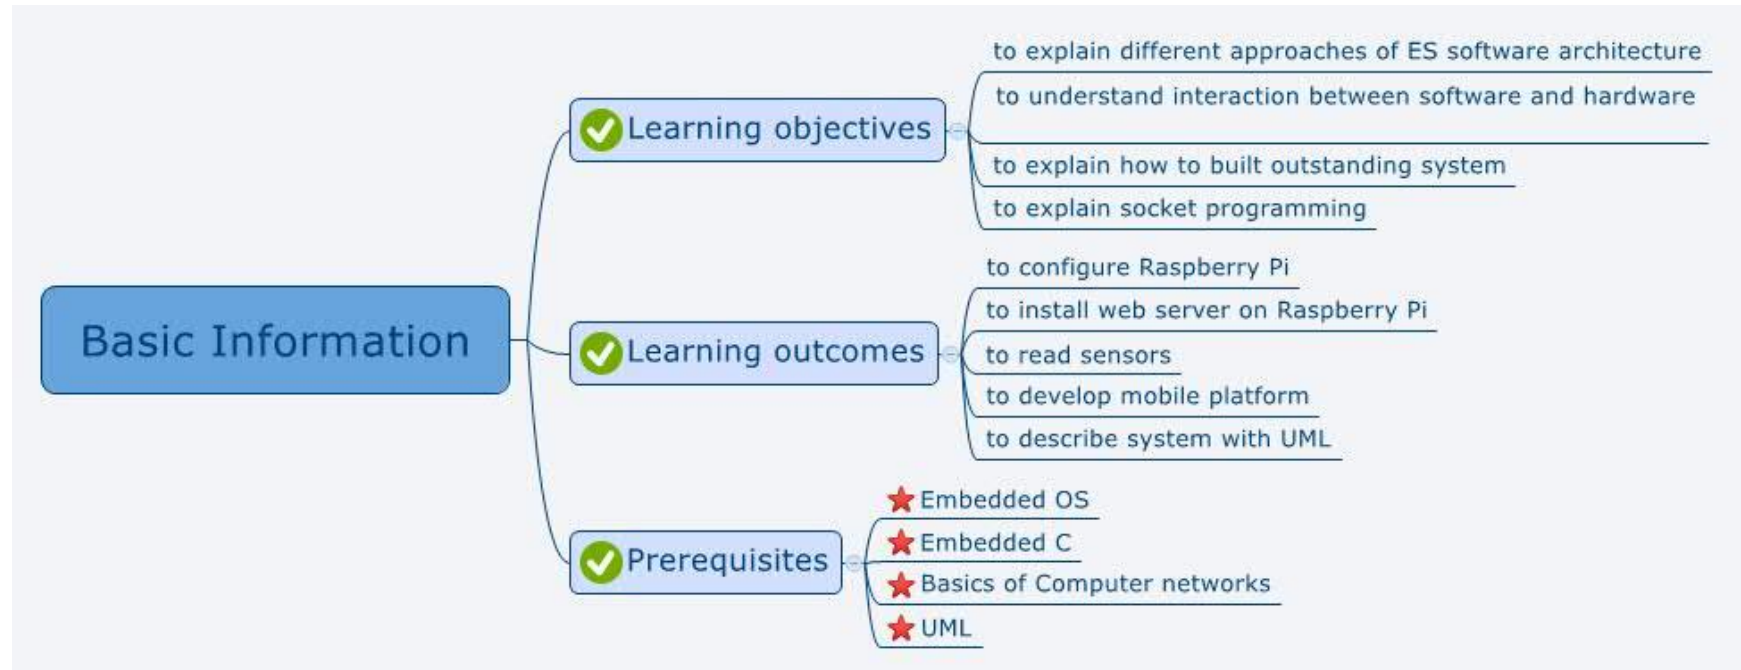 Basic Information
Learning objectives
to explain different approaches of ES software architecture
to understand interaction between software and hardware
to explain how to built outstanding system
to explain socket programming
Learning outcomes
to configure Raspberry Pi
to install web server on Raspberry Pi
to read sensors
to develop mobile platform
to describe system with UML
Prerequisites
Embedded OS
Embedded C
Basics of Computer networks
UML